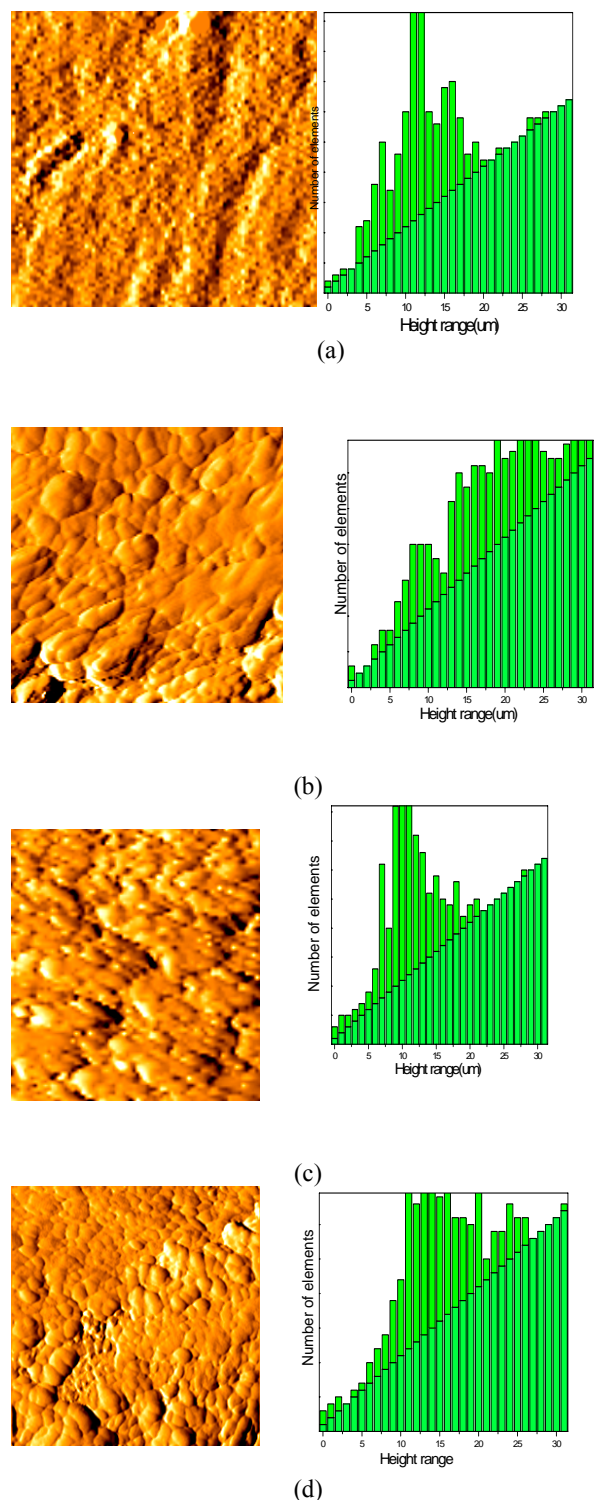 Number of elements
0 5 10 15 20 25 30
Height range(um)
(a)
Number of elements
0 5 10 15 20 25 30
Height range(um)
(b)
Number of elements
0 5 10 15 20 25 30
Height range(um)
(c)
Number of elements
0 5 10 15 20 25 30
Height range
(d)